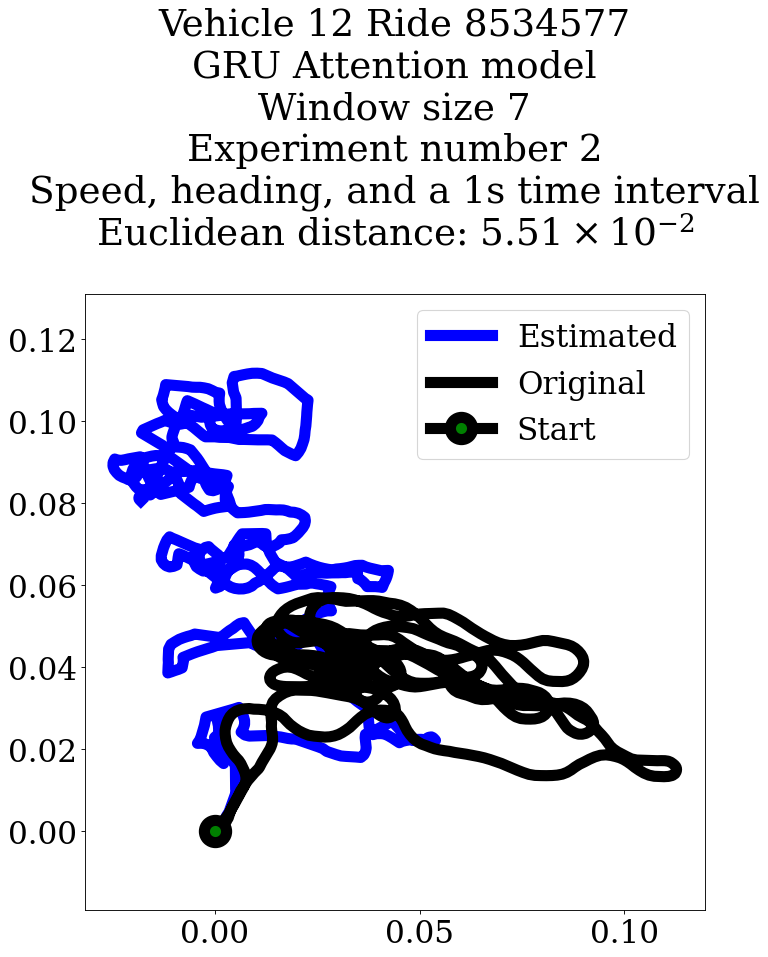 Vehicle 12 Ride 8534577
GRU Attention model
Window size 7
Experiment number 2
Speed, heading, and a 1s time interval
Euclidean distance: 5.51 × 10⁻²
Estimated
Original
Start
0.12
0.10
0.08
0.06
0.04
0.02
0.00
0.00 0.05 0.10